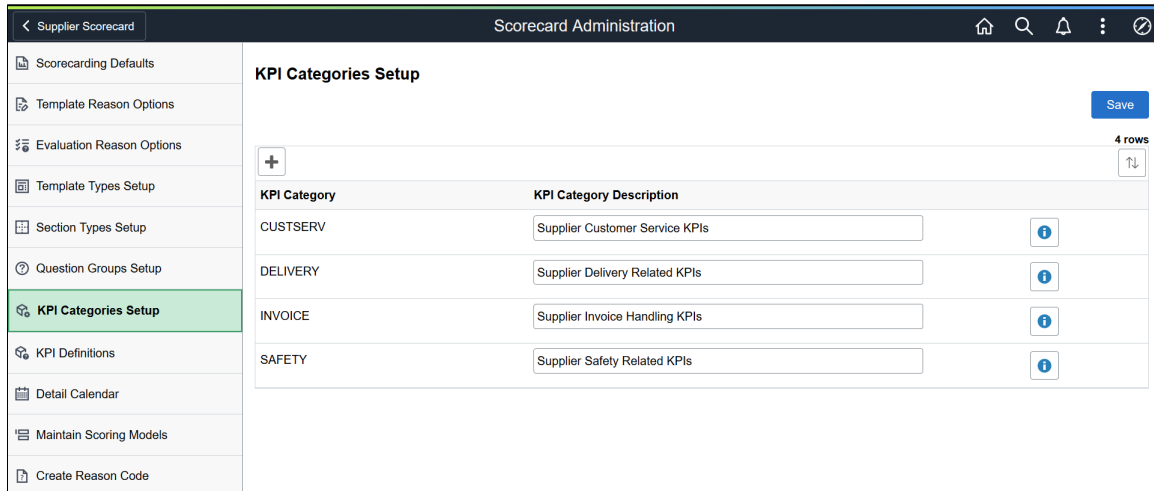 Supplier Scorecard
Scorecard Administration
Scorecarding Defaults
Template Reason Options
Evaluation Reason Options
Template Types Setup
Section Types Setup
Question Groups Setup
KPI Categories Setup
KPI Definitions
Detail Calendar
Maintain Scoring Models
Create Reason Code
KPI Categories Setup
Save
4 rows
KPI Category KPI Category Description
CUSTSERV Supplier Customer Service KPIs
DELIVERY Supplier Delivery Related KPIs
INVOICE Supplier Invoice Handling KPIs
SAFETY Supplier Safety Related KPIs